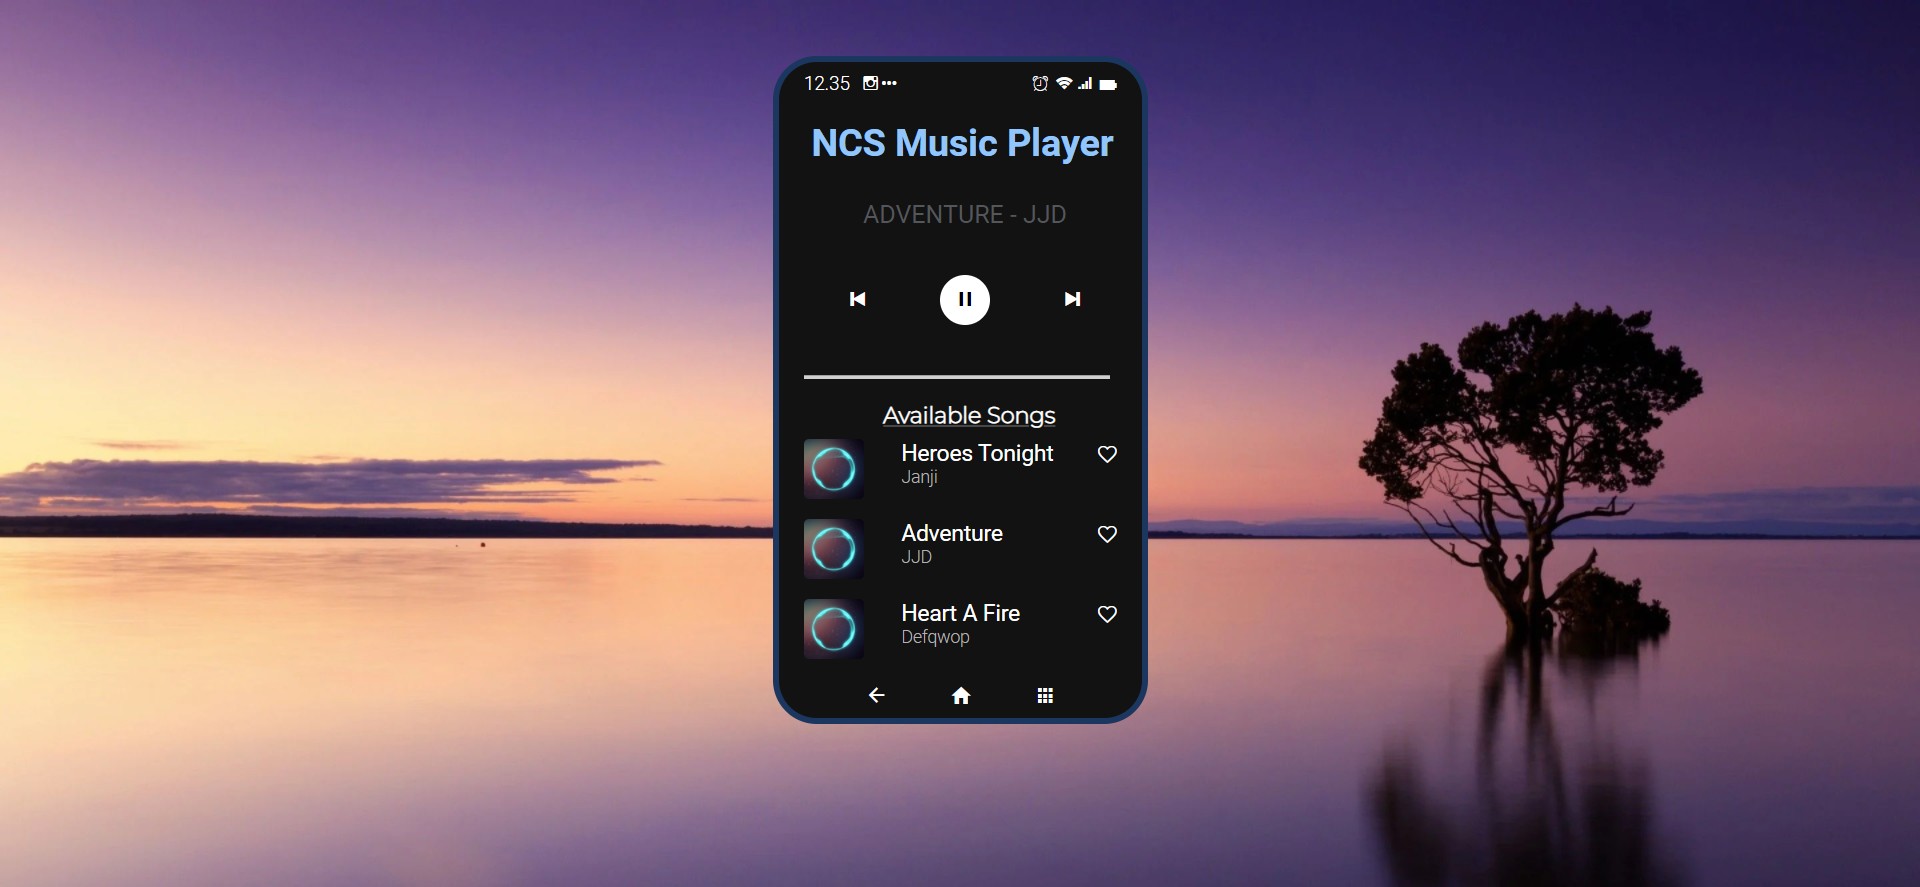 12.35
NCS Music Player
ADVENTURE - JJD
Available Songs
Heroes Tonight
Janji
Adventure
JJD
Heart A Fire
Defqwop